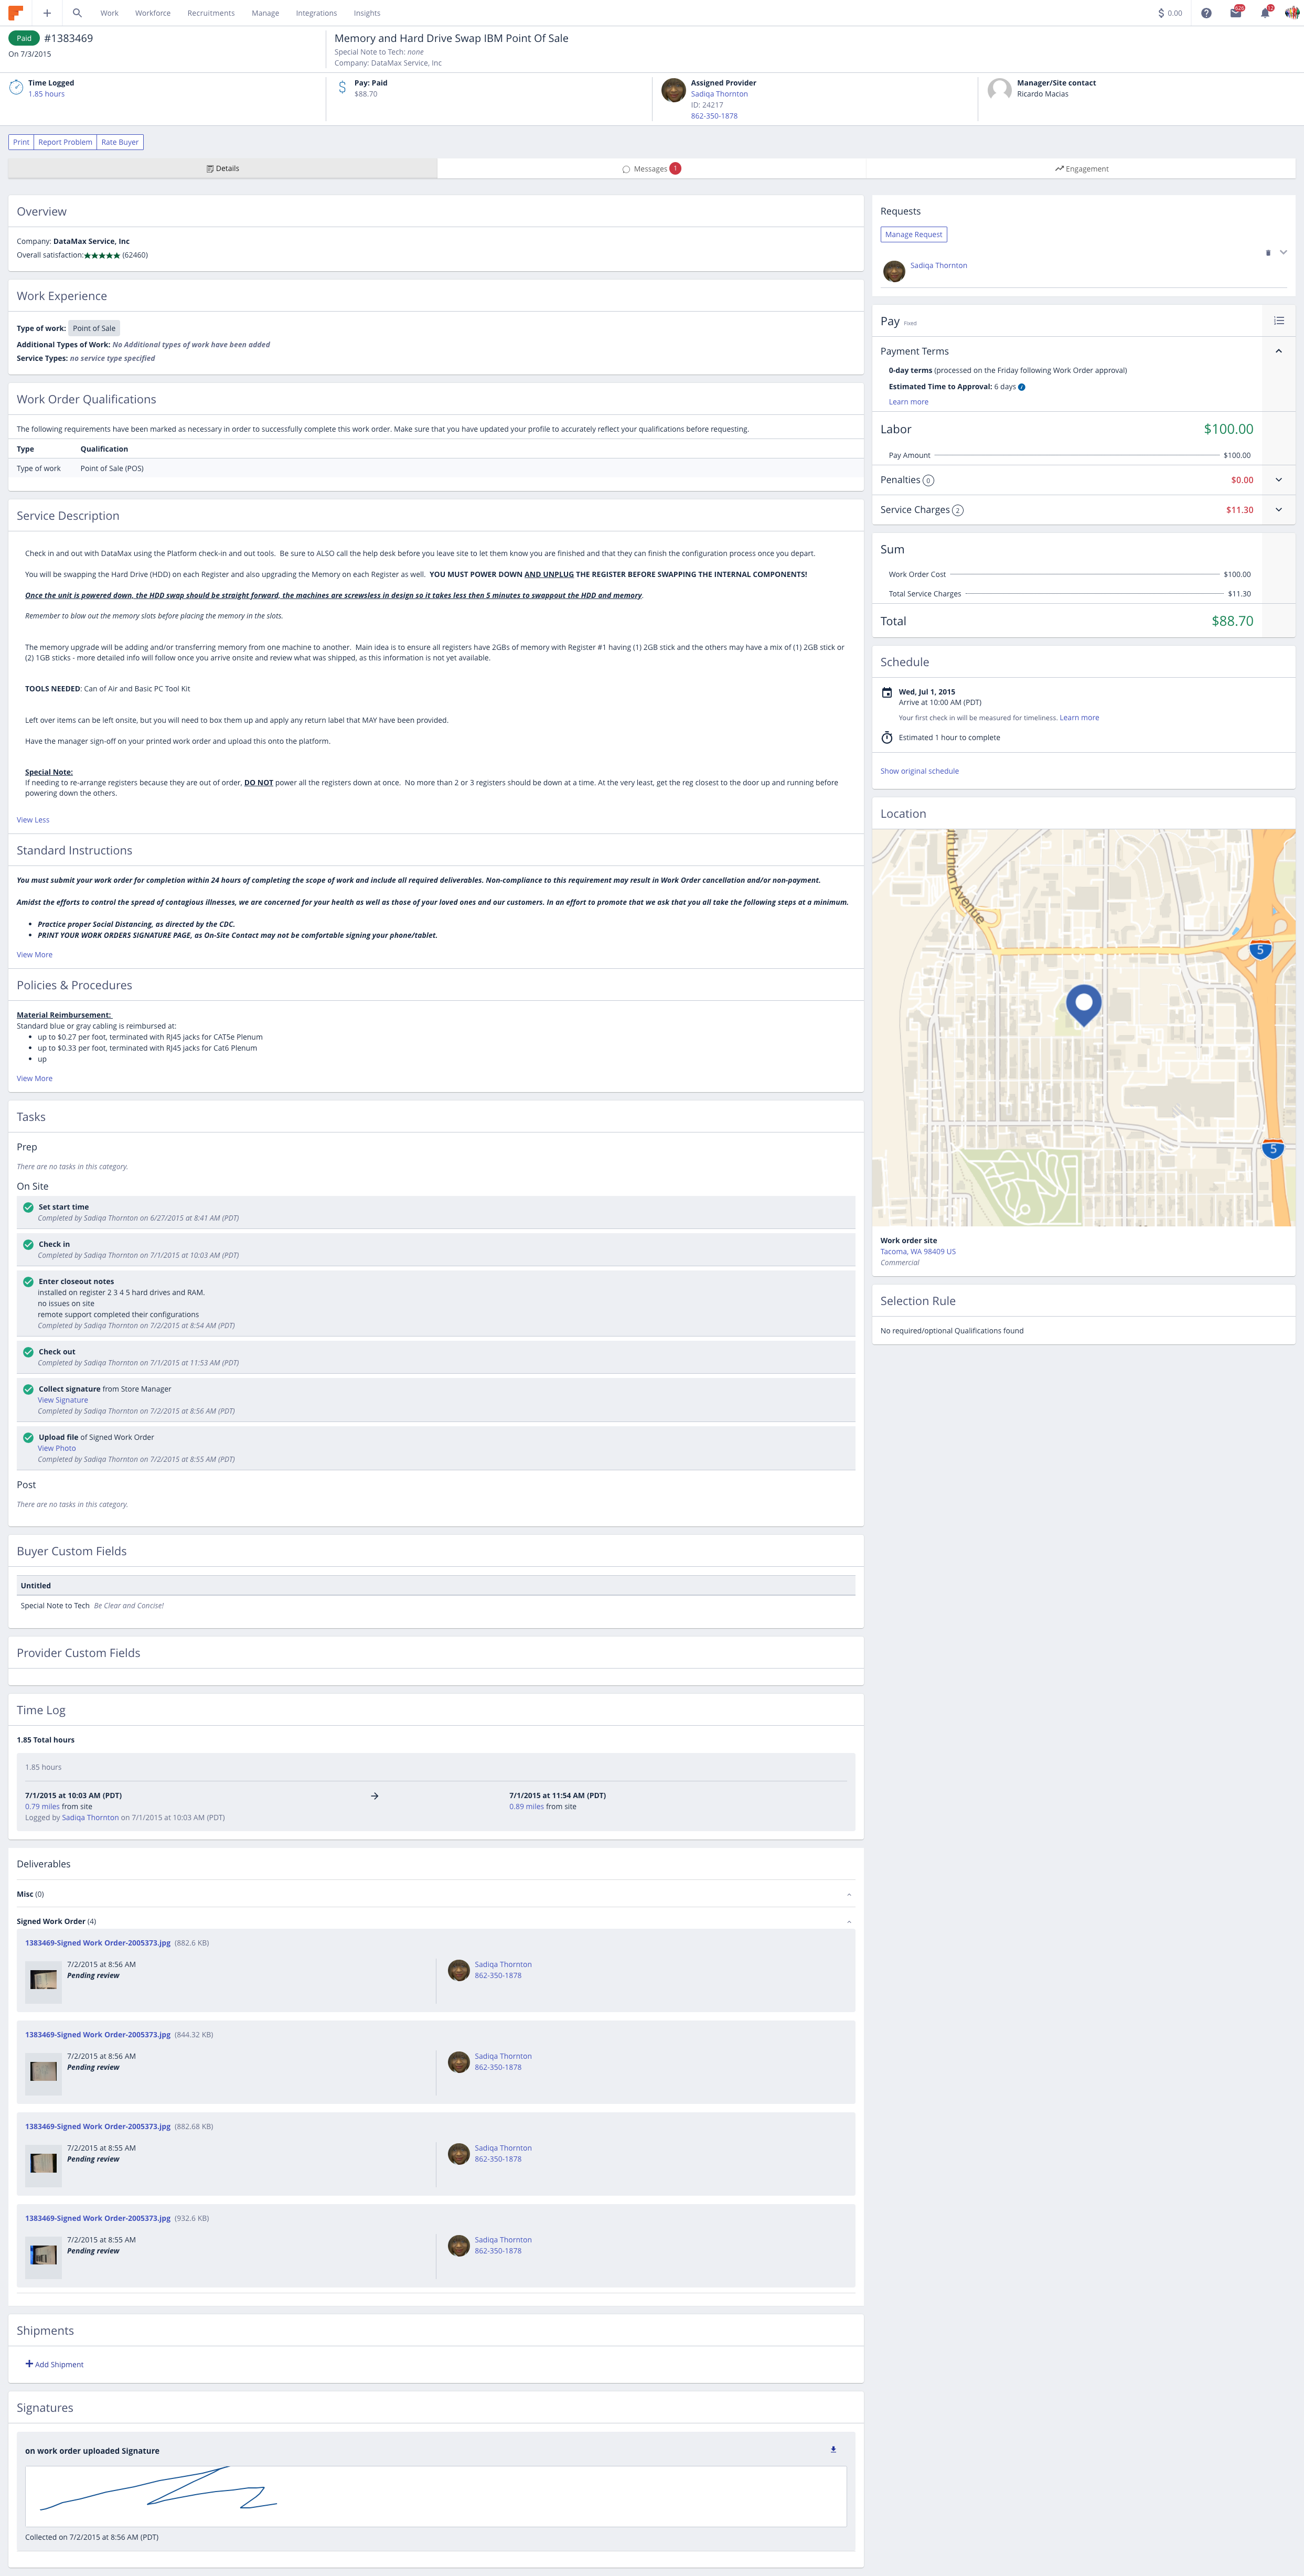 Work
Workforce
Recruitments
Manage
Integrations
Insights
$ 0.00
Paid
#1383469
On 7/3/2015
Memory and Hard Drive Swap IBM Point Of Sale
Special Note to Tech: none
Company: DataMax Service, Inc
Time Logged
1.85 hours
Pay: Paid
$88.70
Assigned Provider
Sadiqa Thornton
ID: 24217
862-350-1878
Manager/Site contact
Ricardo Macias
Print
Report Problem
Rate Buyer
Details
Messages 1
Engagement
Overview
Company: DataMax Service, Inc
Overall satisfaction:★★★★★ (62460)
Work Experience
Type of work: Point of Sale
Additional Types of Work: No Additional types of work have been added
Service Types: no service type specified
Work Order Qualifications
The following requirements have been marked as necessary in order to successfully complete this work order. Make sure that you have updated your profile to accurately reflect your qualifications before requesting.
Type Qualification
Type of work Point of Sale (POS)
Service Description
Check in and out with DataMax using the Platform check-in and out tools. Be sure to ALSO call the help desk before you leave site to let them know you are finished and that they can finish the configuration process once you depart.
You will be swapping the Hard Drive (HDD) on each Register and also upgrading the Memory on each Register as well. YOU MUST POWER DOWN AND UNPLUG THE REGISTER BEFORE SWAPPING THE INTERNAL COMPONENTS!
Once the unit is powered down, the HDD swap should be straight forward, the machines are screwsless in design so it takes less then 5 minutes to swappout the HDD and memory.
Remember to blow out the memory slots before placing the memory in the slots.
The memory upgrade will be adding and/or transferring memory from one machine to another. Main idea is to ensure all registers have 2GBs of memory with Register #1 having (1) 2GB stick and the others may have a mix of (1) 2GB stick or
(2) 1GB sticks - more detailed info will follow once you arrive onsite and review what was shipped, as this information is not yet available.
TOOLS NEEDED: Can of Air and Basic PC Tool Kit
Left over items can be left onsite, but you will need to box them up and apply any return label that MAY have been provided.
Have the manager sign-off on your printed work order and upload this onto the platform.
Special Note:
If needing to re-arrange registers because they are out of order, DO NOT power all the registers down at once. No more than 2 or 3 registers should be down at a time. At the very least, get the reg closest to the door up and running before
powering down the others.
View Less
Standard Instructions
You must submit your work order for completion within 24 hours of completing the scope of work and include all required deliverables. Non-compliance to this requirement may result in Work Order cancellation and/or non-payment.
Amidst the efforts to control the spread of contagious illnesses, we are concerned for your health as well as those of your loved ones and our customers. In an effort to promote that we ask that you all take the following steps at a minimum.
• Practice proper Social Distancing, as directed by the CDC.
• PRINT YOUR WORK ORDERS SIGNATURE PAGE, as On-Site Contact may not be comfortable signing your phone/tablet.
View More
Policies & Procedures
Material Reimbursement:
Standard blue or gray cabling is reimbursed at:
• up to $0.27 per foot, terminated with RJ45 jacks for CAT5e Plenum
• up to $0.33 per foot, terminated with RJ45 jacks for Cat6 Plenum
• up
View More
Tasks
Prep
There are no tasks in this category.
On Site
Set start time
Completed by Sadiqa Thornton on 6/27/2015 at 8:41 AM (PDT)
Check in
Completed by Sadiqa Thornton on 7/1/2015 at 10:03 AM (PDT)
Enter closeout notes
installed on register 2 3 4 5 hard drives and RAM.
no issues on site
remote support completed their configurations
Completed by Sadiqa Thornton on 7/2/2015 at 8:54 AM (PDT)
Check out
Completed by Sadiqa Thornton on 7/1/2015 at 11:53 AM (PDT)
Collect signature from Store Manager
View Signature
Completed by Sadiqa Thornton on 7/2/2015 at 8:56 AM (PDT)
Upload file of Signed Work Order
View Photo
Completed by Sadiqa Thornton on 7/2/2015 at 8:55 AM (PDT)
Post
There are no tasks in this category.
Buyer Custom Fields
Untitled
Special Note to Tech Be Clear and Concise!
Provider Custom Fields
Time Log
1.85 Total hours
1.85 hours
7/1/2015 at 10:03 AM (PDT)
0.79 miles from site
Logged by Sadiqa Thornton on 7/1/2015 at 10:03 AM (PDT)
7/1/2015 at 11:54 AM (PDT)
0.89 miles from site
Deliverables
Misc (0)
Signed Work Order (4)
1383469-Signed Work Order-2005373.jpg (882.6 KB)
7/2/2015 at 8:56 AM
Pending review
Sadiqa Thornton
862-350-1878
1383469-Signed Work Order-2005373.jpg (844.32 KB)
7/2/2015 at 8:56 AM
Pending review
Sadiqa Thornton
862-350-1878
1383469-Signed Work Order-2005373.jpg (882.68 KB)
7/2/2015 at 8:55 AM
Pending review
Sadiqa Thornton
862-350-1878
1383469-Signed Work Order-2005373.jpg (932.6 KB)
7/2/2015 at 8:55 AM
Pending review
Sadiqa Thornton
862-350-1878
Shipments
+ Add Shipment
Signatures
on work order uploaded Signature
Collected on 7/2/2015 at 8:56 AM (PDT)
Requests
Manage Request
Sadiqa Thornton
Pay Fixed
Payment Terms
0-day terms (processed on the Friday following Work Order approval)
Estimated Time to Approval: 6 days
Learn more
Labor $100.00
Pay Amount $100.00
Penalties 0 $0.00
Service Charges 2 $11.30
Sum
Work Order Cost $100.00
Total Service Charges $11.30
Total $88.70
Schedule
Wed, Jul 1, 2015
Arrive at 10:00 AM (PDT)
Your first check in will be measured for timeliness. Learn more
Estimated 1 hour to complete
Show original schedule
Location
th Union Avenue
5
5
Work order site
Tacoma, WA 98409 US
Commercial
Selection Rule
No required/optional Qualifications found